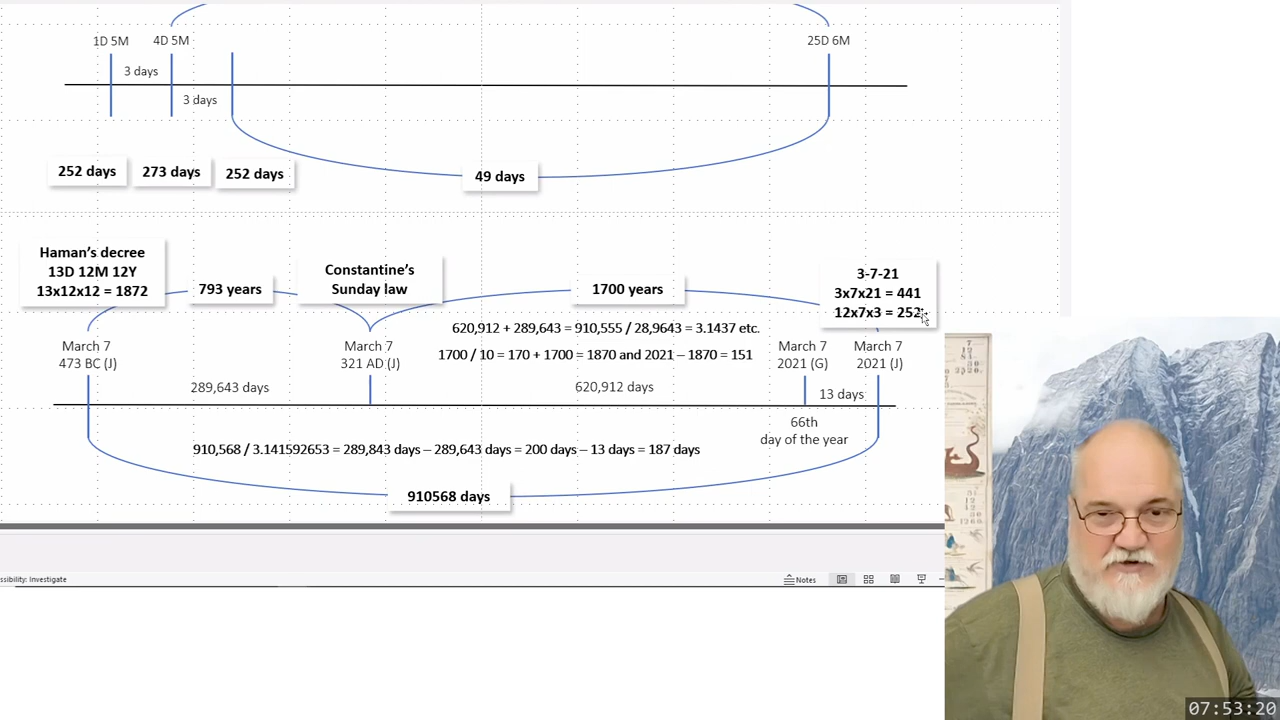 1D 5M 4D 5M 25D 6M
3 days
3 days
252 days 273 days 252 days 49 days
Haman's decree
13D 12M 12Y
13x12x12 = 1872
793 years
Constantine's
Sunday law
1700 years
3-7-21
3x7x21 = 441
12x7x3 = 252
620,912 + 289,643 = 910,555 / 28,9643 = 3.1437 etc.
1700 / 10 = 170 + 1700 = 1870 and 2021 – 1870 = 151
March 7
473 BC (J)
March 7
321 AD (J)
March 7
2021 (G)
March 7
2021 (J)
289,643 days
620,912 days
13 days
66th
day of the year
910,568 / 3.141592653 = 289,843 days – 289,643 days = 200 days – 13 days = 187 days
910568 days
ssibility: Investigate
Notes
07:53:20